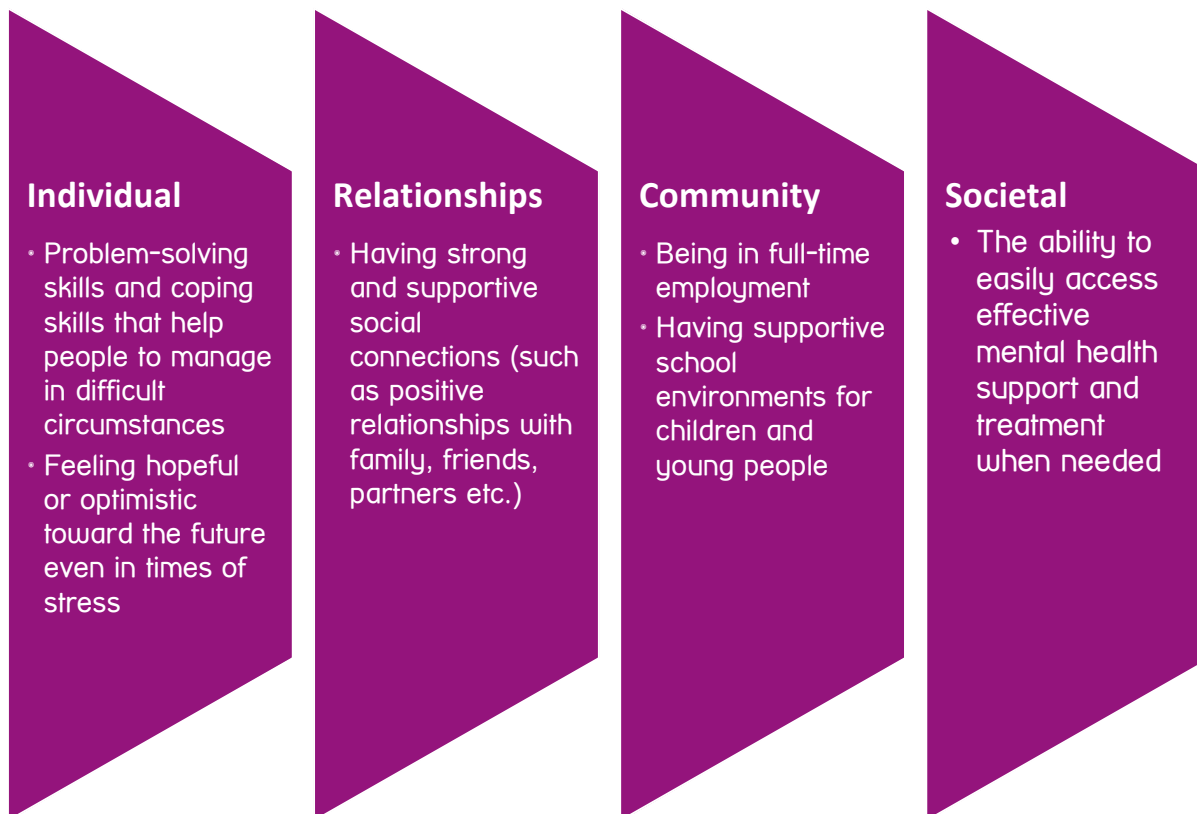 Individual
• Problem-solving
skills and coping
skills that help
people to manage
in difficult
circumstances
• Feeling hopeful
or optimistic
toward the future
even in times of
stress
Relationships
• Having strong
and supportive
social
connections (such
as positive
relationships with
family, friends,
partners etc.)
Community
• Being in full-time
employment
• Having supportive
school
environments for
children and
young people
Societal
• The ability to
easily access
effective
mental health
support and
treatment
when needed